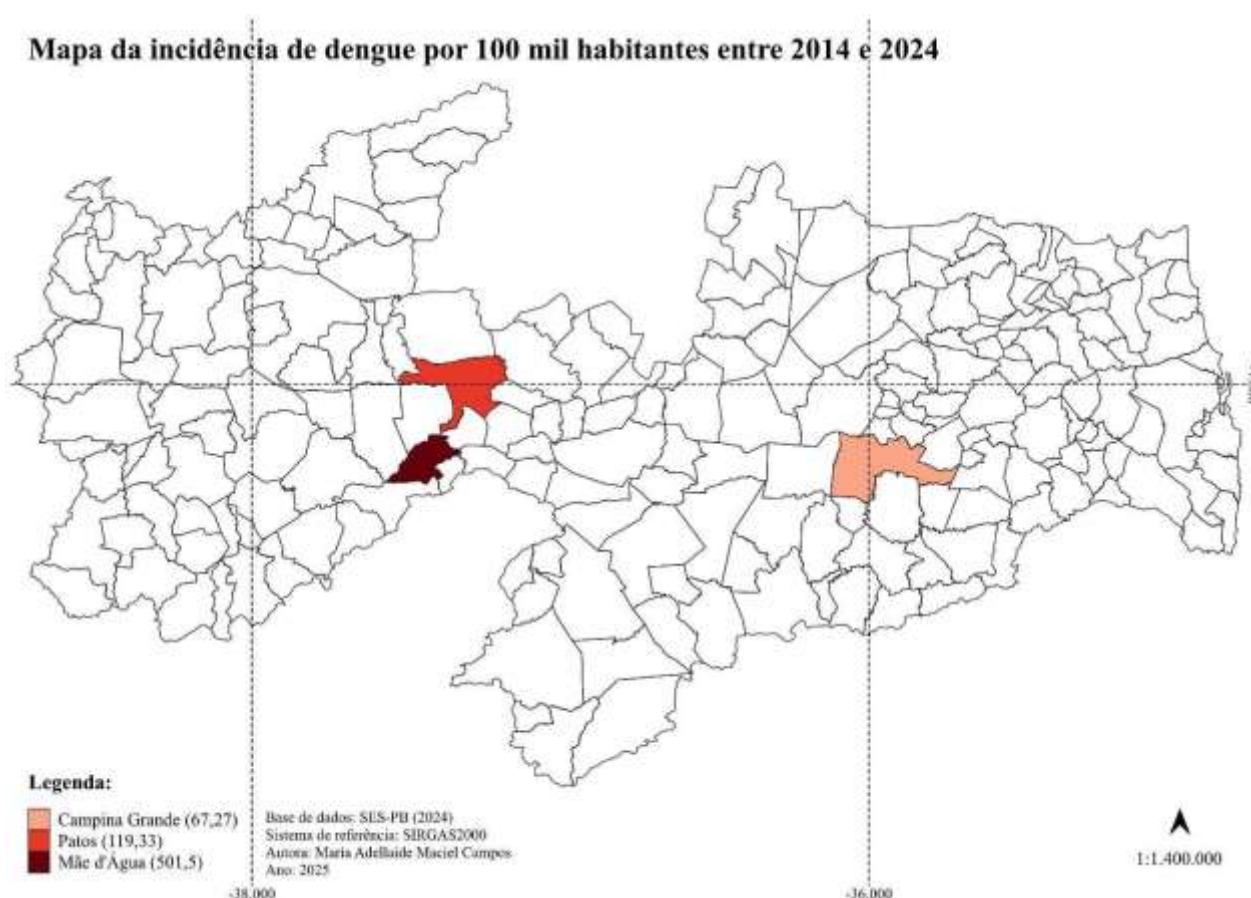 Mapa da incidência de dengue por 100 mil habitantes entre 2014 e 2024
Legenda:
Campina Grande (67,27)
Patos (119,33)
Mãe d'Água (501,5)
Base de dados: SES-PB (2024)
Sistema de referência: SIRGAS2000
Autora: Maria Adellaide Maciel Campos
Ano: 2025
1:1.400.000
-38.000
-36.000